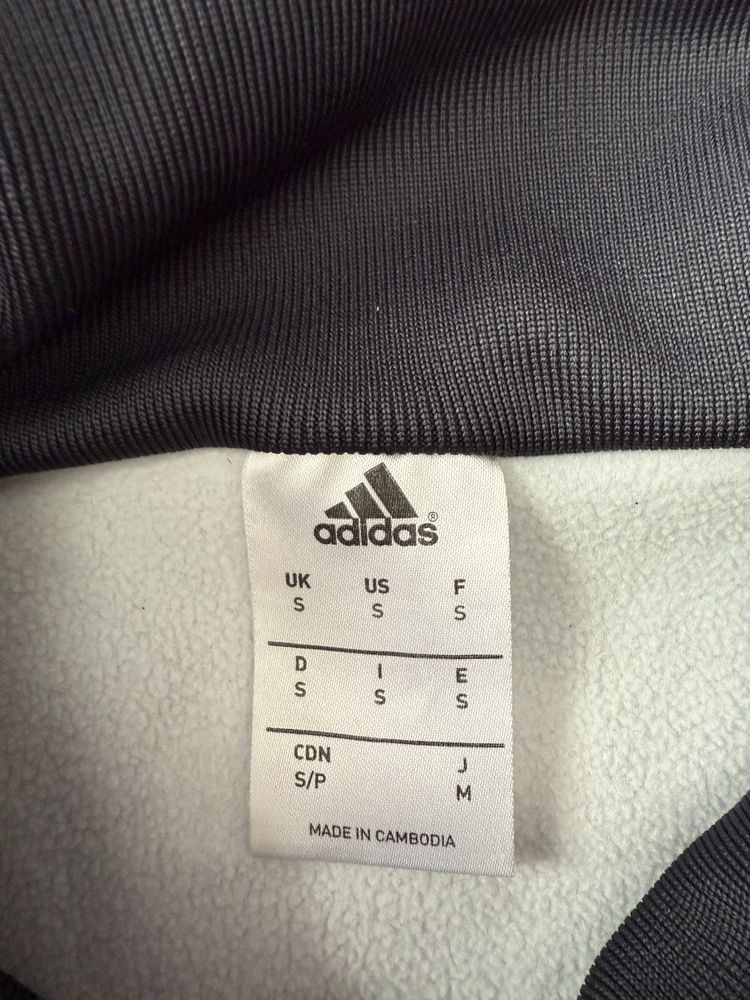 adidas®
UK US F
S S S
D I E
S S S
CDN J
S/P M
MADE IN CAMBODIA